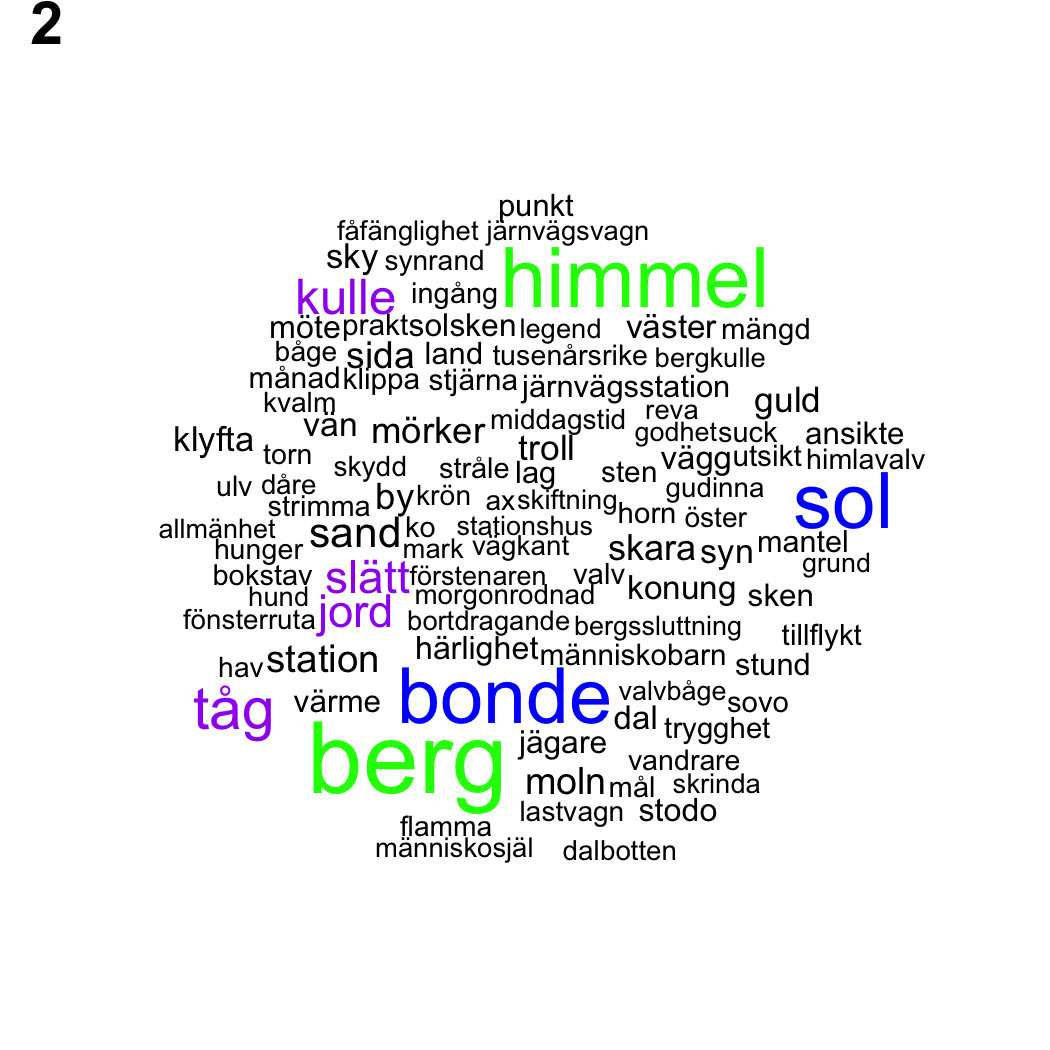 2
punkt
fåfänglighet järnvägsvagn
sky synrand himmel
kulle ingång
möte prakt solsken legend väster mängd
båge sida land tusenårsrike bergkulle
månad klippa stjärna järnvägsstation
kvalm reva guld
vän mörker middagstid godhet suck ansikte
klyfta torn troll vägg utsikt himlavalv
skydd stråle lag sten
ulv dåre by krön ax skiftning gudinna sol
strimma horn öster
allmänhet sand ko stationshus
hunger mark vägkant skara syn mantel
grund
bokstav slätt förstenaren valv konung
hund morgonrodnad sken
fönsterruta jord bortdragande bergssluttning tillflykt
hav station härlighet människobarn stund
tåg värme bonde valvbåge sovo
dal trygghet
berg jägare vandrare
moln mål skrinda
lastvagn stodo
flamma
människosjäl dalbotten